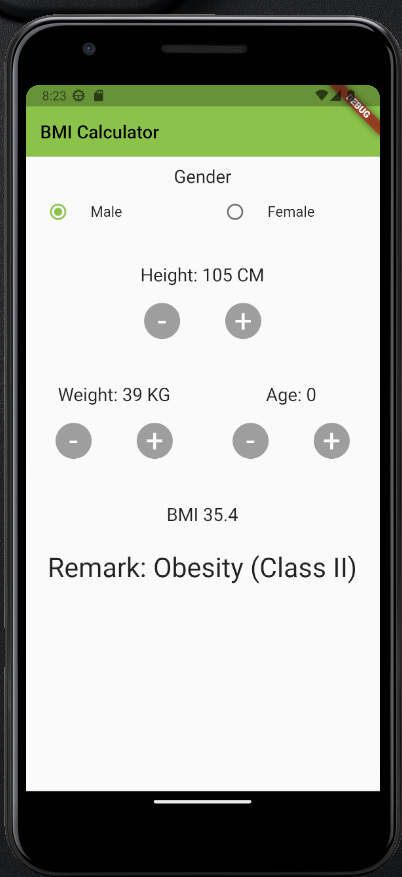 8:23
DEBUG
BMI Calculator
Gender
Male Female
Height: 105 CM
- +
Weight: 39 KG Age: 0
- + - +
BMI 35.4
Remark: Obesity (Class II)